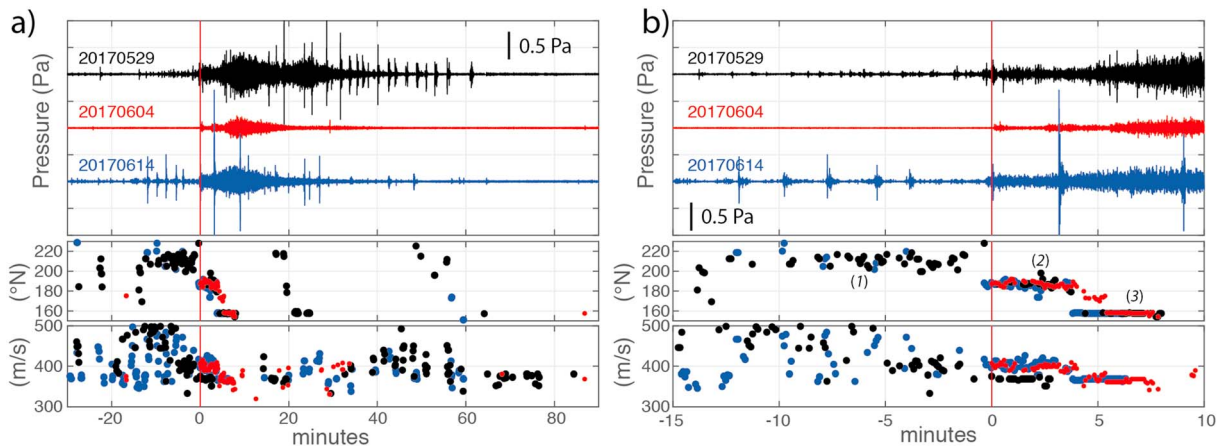 a)
Pressure (Pa)
20170529
0.5 Pa
20170604
20170614
(°N)
220
200
180
160
(m/s)
500
400
300
-20 0 20 40 60 80
minutes
b)
Pressure (Pa)
20170529
20170604
20170614
0.5 Pa
(°N)
220
200
180
160
(1)
(2)
(3)
(m/s)
500
400
300
-15 -10 -5 0 5 10
minutes